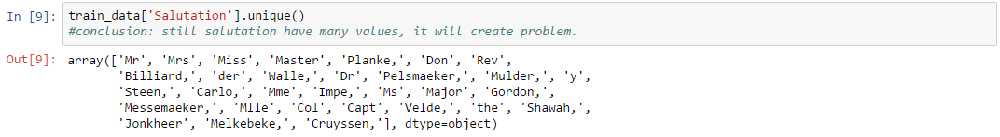 In [9]: train_data['Salutation'].unique()
#conclusion: still salutation have many values, it will create problem.
Out[9]: array(['Mr', 'Mrs', 'Miss', 'Master', 'Planke,', 'Don', 'Rev',
'Billiard,', 'der', 'Walle,', 'Dr', 'Pelsmaeker,', 'Mulder,', 'y',
'Steen,', 'Carlo,', 'Mme', 'Impe,', 'Ms', 'Major', 'Gordon,',
'Messemaeker,', 'Mlle', 'Col', 'Capt', 'Velde,', 'the', 'Shawah,',
'Jonkheer', 'Melkebeke,', 'Cruyssen,'], dtype=object)